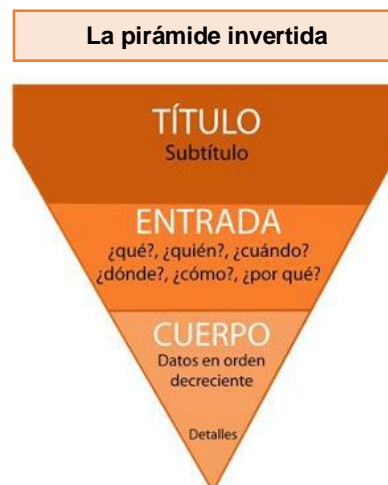 La pirámide invertida
TÍTULO
Subtítulo
ENTRADA
¿qué?, ¿quién?, ¿cuándo?
¿dónde?, ¿cómo?, ¿por qué?
CUERPO
Datos en orden
decreciente
Detalles